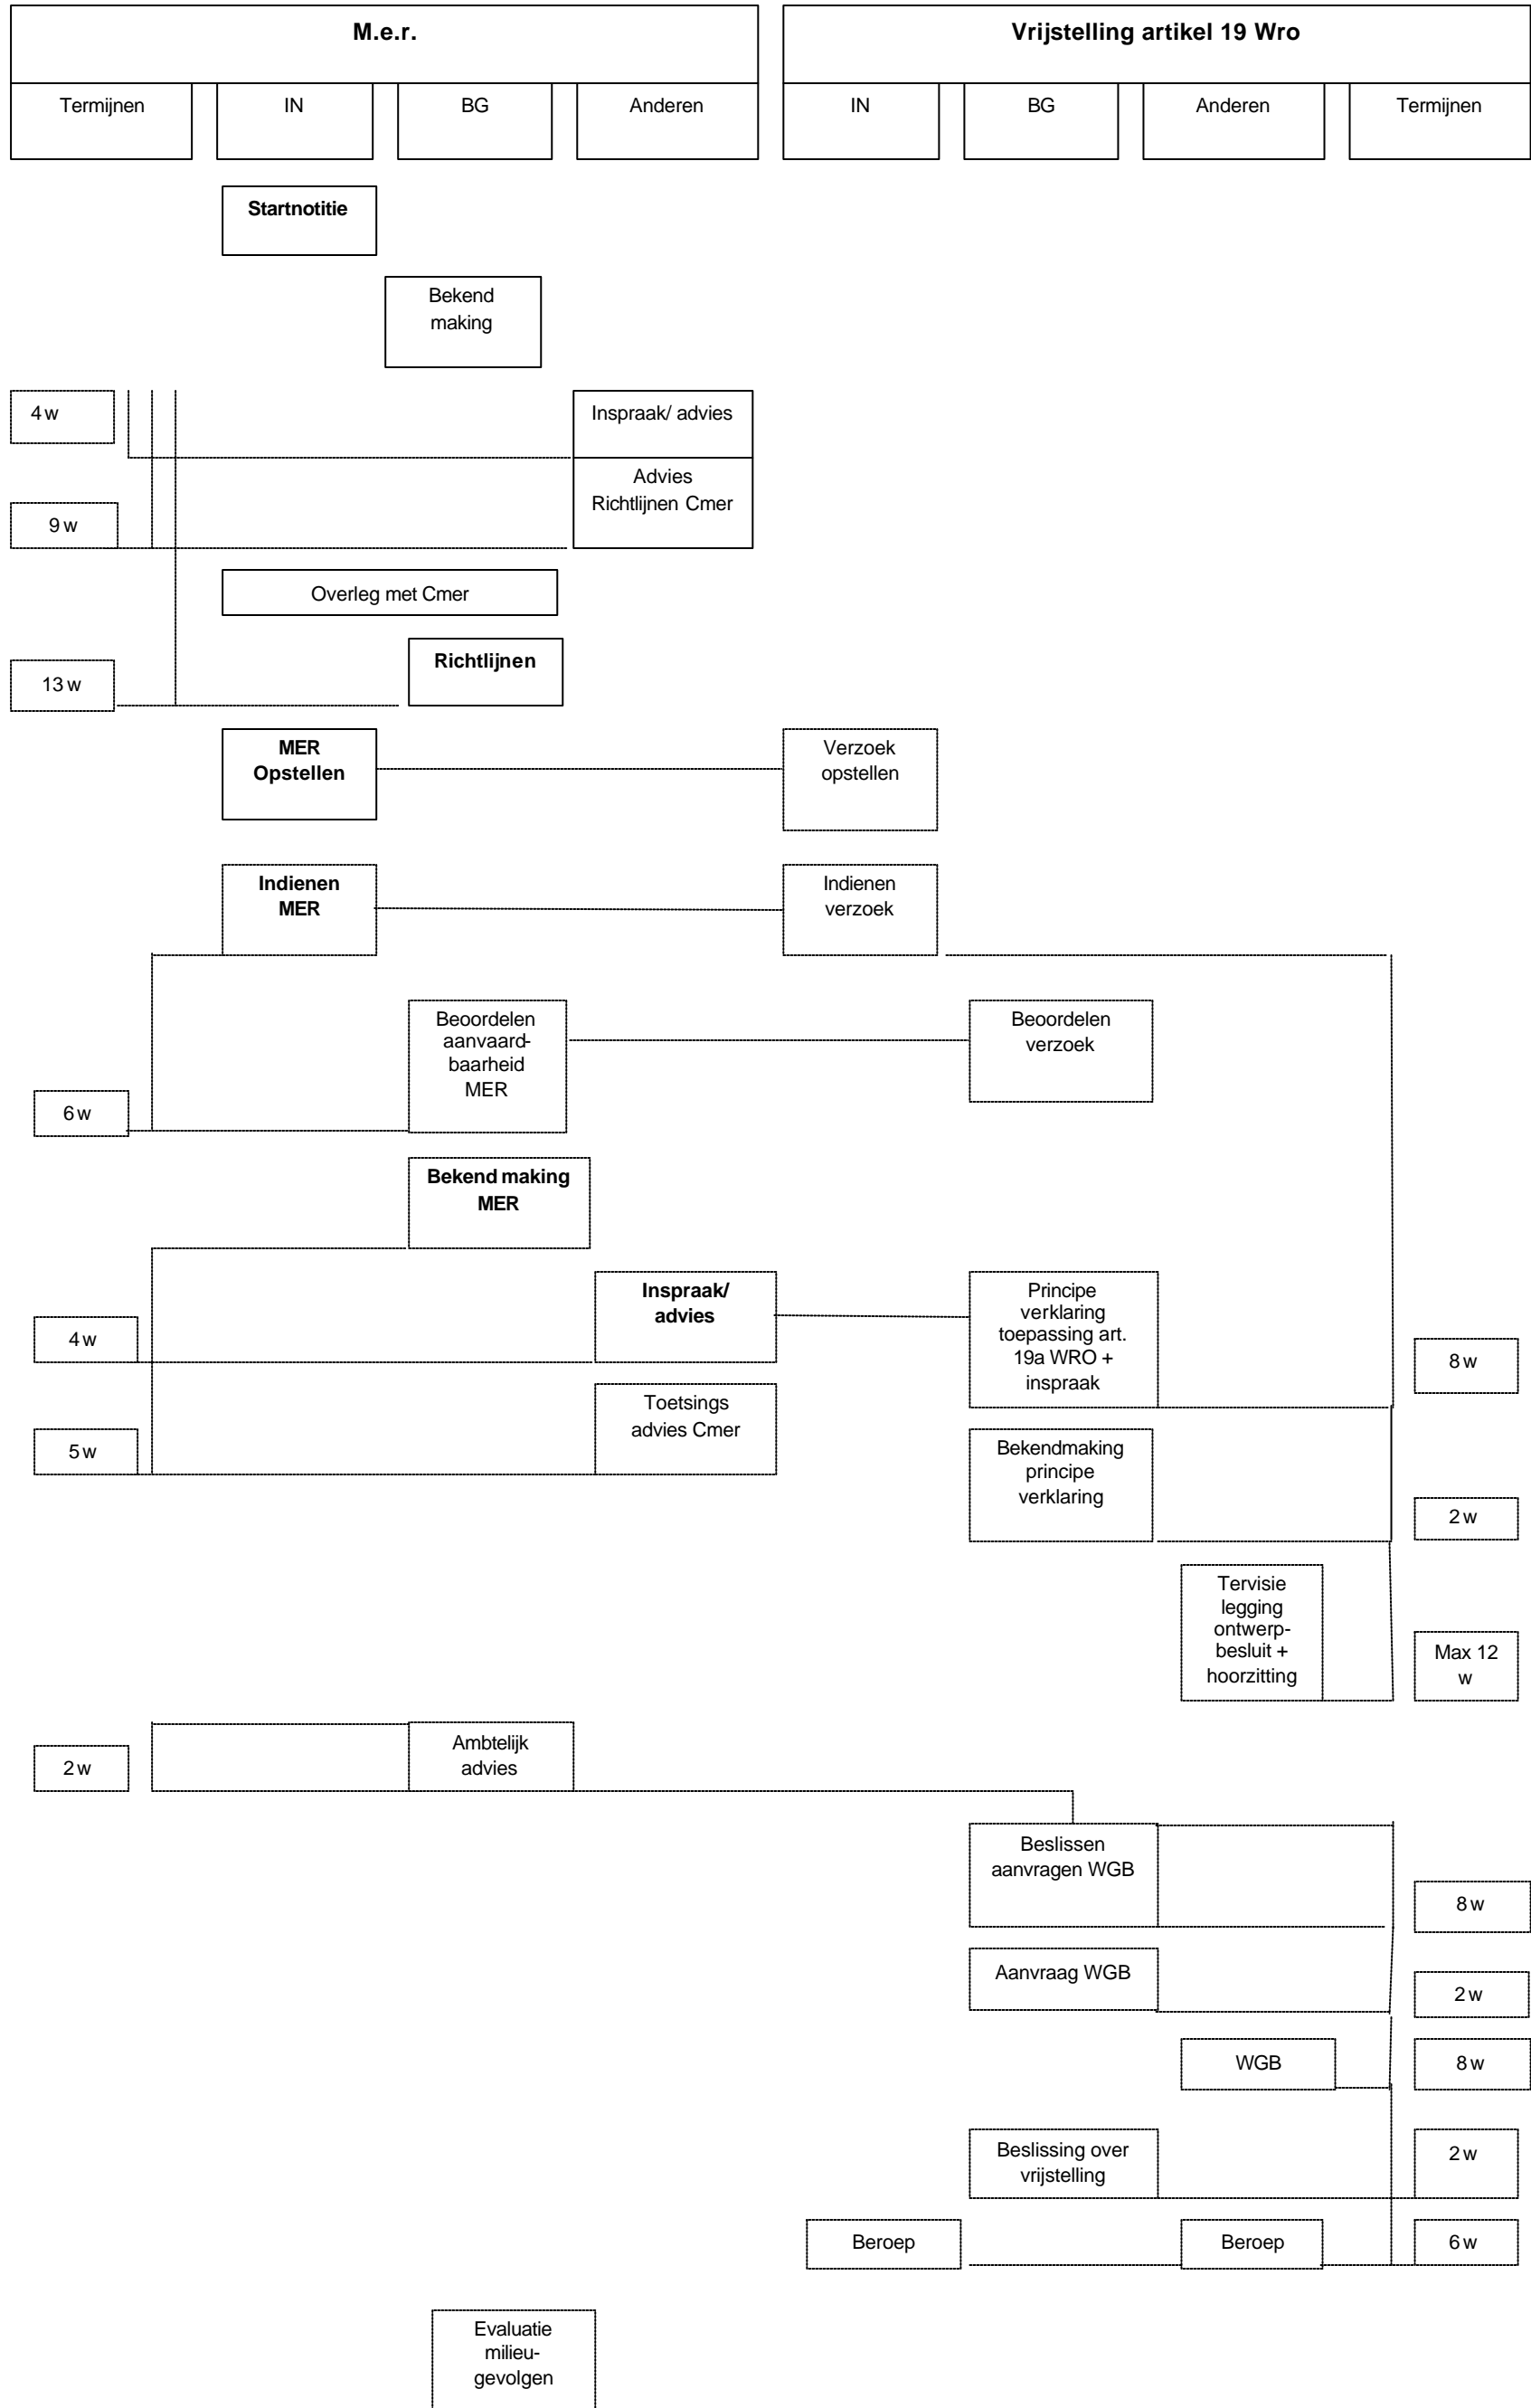 M.e.r.
Vrijstelling artikel 19 Wro
Termijnen
IN
BG
Anderen
IN
BG
Anderen
Termijnen
Startnotitie
Bekend
making
4 w
Inspraak/ advies
Advies
Richtlijnen Cmer
9 w
Overleg met Cmer
Richtlijnen
13 w
MER
Opstellen
Verzoek
opstellen
Indienen
MER
Indienen
verzoek
Beoordelen
aanvaard-
baarheid
MER
Beoordelen
verzoek
6 w
Bekend making
MER
Inspraak/
advies
Principe
verklaring
toepassing art.
19a WRO +
inspraak
4 w
8 w
Toetsings
advies Cmer
5 w
Bekendmaking
principe
verklaring
2 w
Tervisie
legging
ontwerp-
besluit +
hoorzitting
Max 12
w
2 w
Ambtelijk
advies
Beslissen
aanvragen WGB
8 w
Aanvraag WGB
2 w
WGB
8 w
Beslissing over
vrijstelling
2 w
Beroep
Beroep
6 w
Evaluatie
milieu-
gevolgen